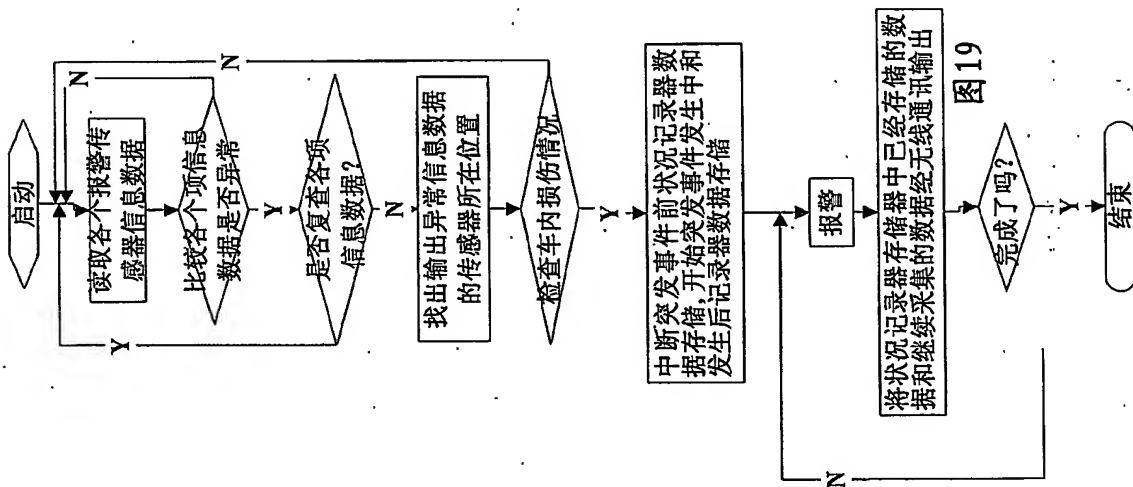 启动
读取各个报警传
感器信息数据
比较各个项信息
数据是否异常
N
Y
是否复查各项
信息数据?
Y
N
找出输出异常信息数据
的传感器所在位置
检查车内损伤情况
N
Y
中断突发事件前状况记录器数
据存储,开始突发事件发生中和
发生后记录器数据存储
报警
将状况记录器存储器中已经存储的数
据和继续采集的数据经无线通讯输出
完成了吗?
N
Y
结束
图19